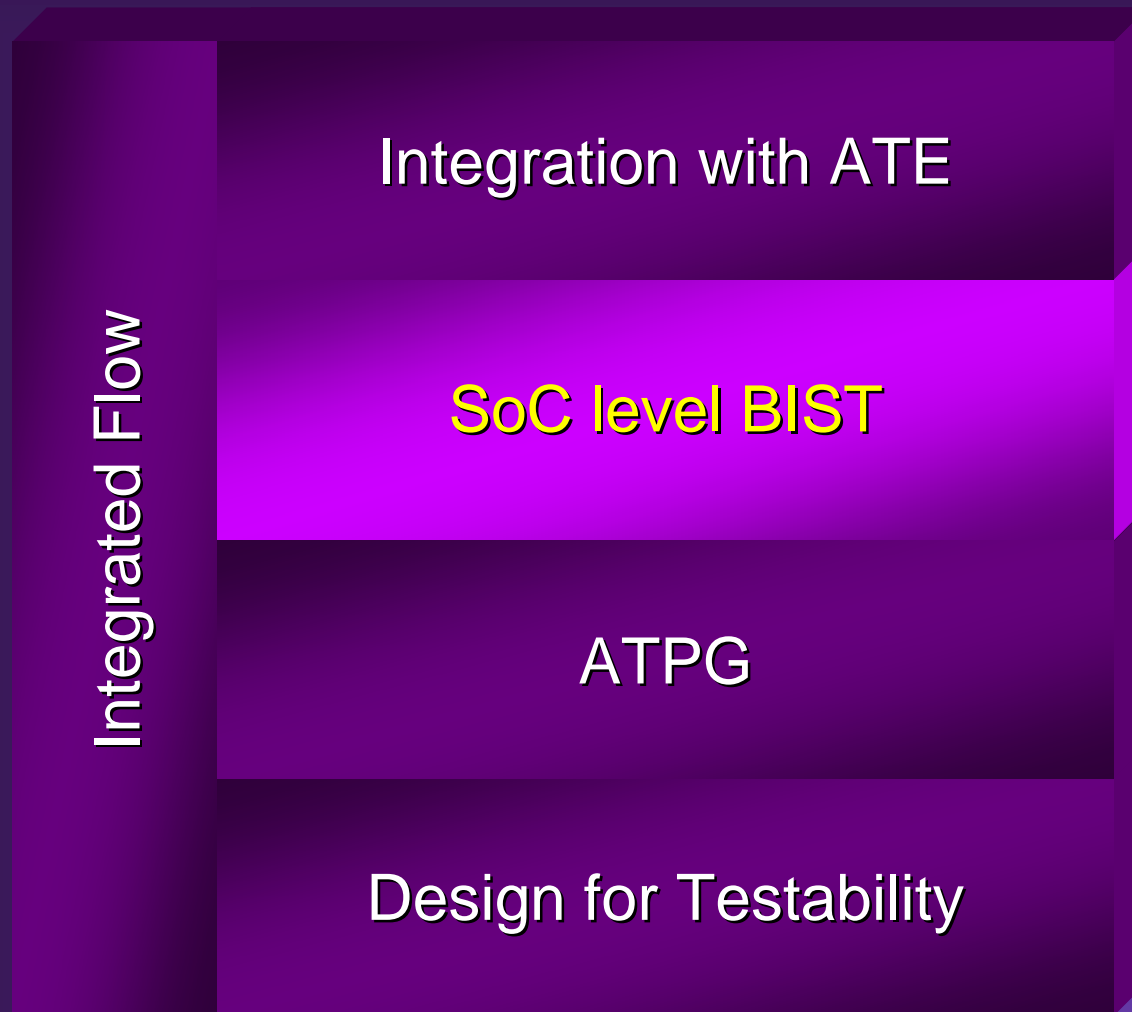 Integrated Flow
Integration with ATE
SoC level BIST
ATPG
Design for Testability